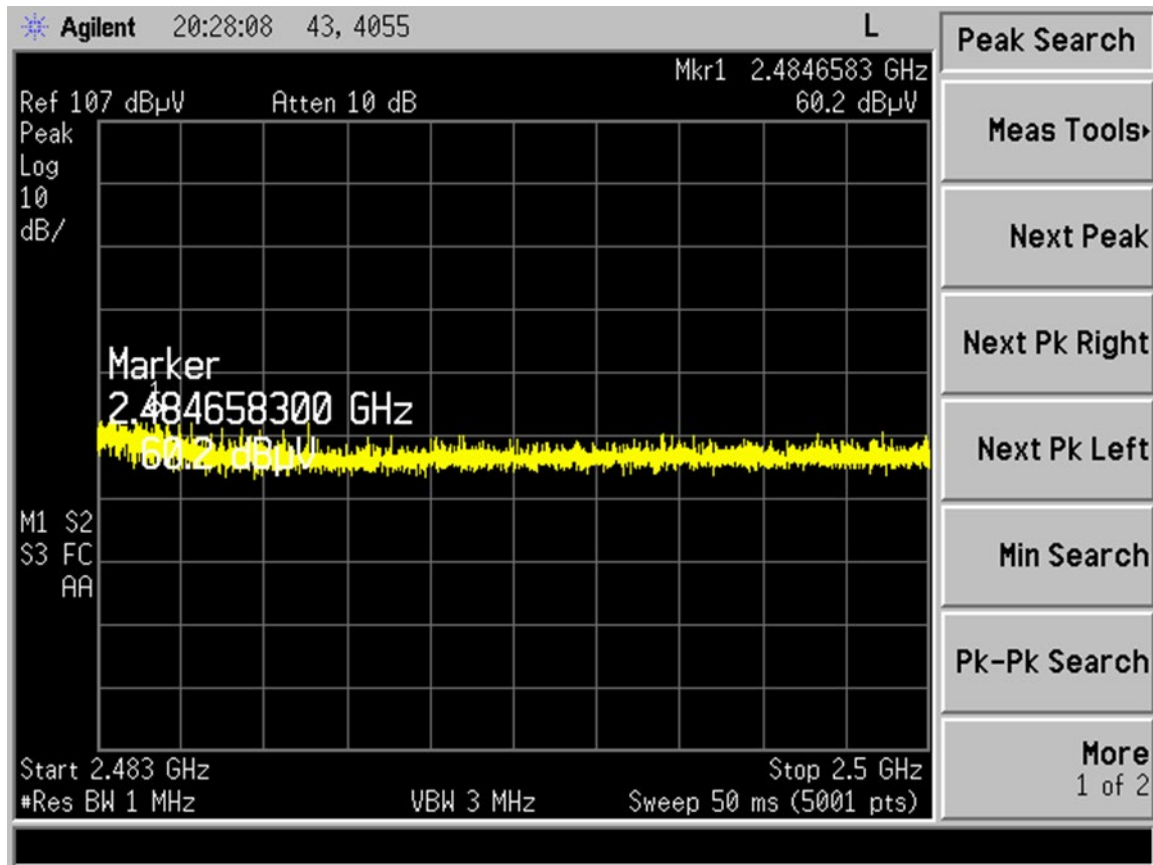 Agilent 20:28:08 43, 4055 L
Mkr1 2.4846583 GHz
Ref 107 dBµV Atten 10 dB 60.2 dBµV
Peak
Log
10
dB/
Marker
2.484658300 GHz
60.2 dBµV
1
M1 S2
S3 FC
AA
Start 2.483 GHz Stop 2.5 GHz
#Res BW 1 MHz VBW 3 MHz Sweep 50 ms (5001 pts)
Peak Search
Meas Tools
Next Peak
Next Pk Right
Next Pk Left
Min Search
Pk-Pk Search
More
1 of 2